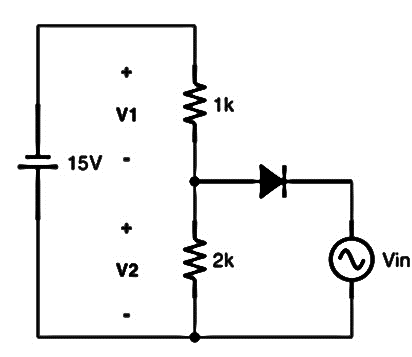 +
V1
-
1k
15V
+
V2
-
2k
Vin